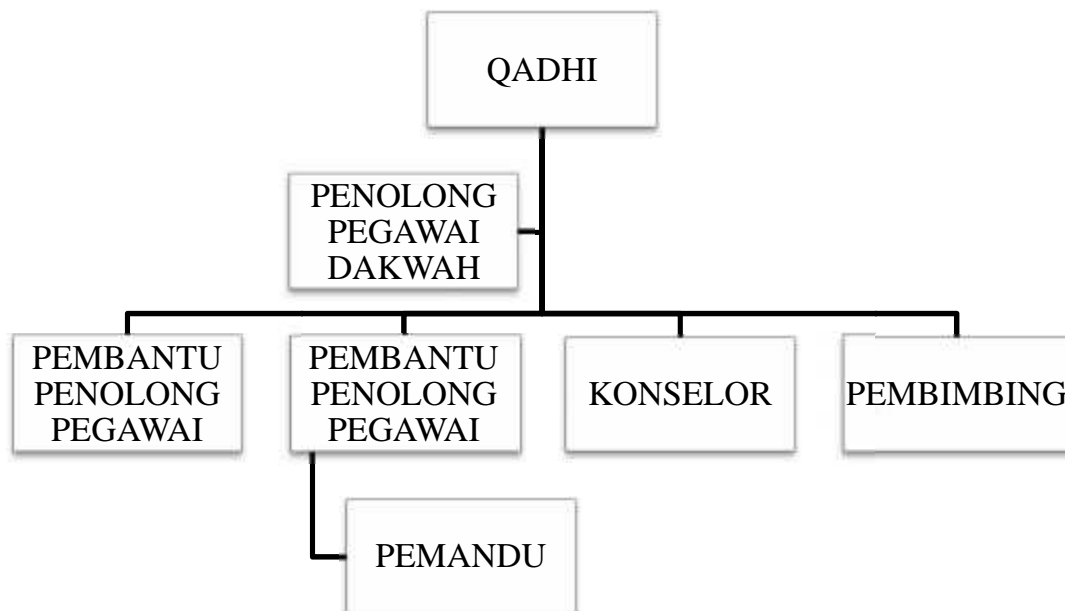 QADHI
PENOLONG
PEGAWAI
DAKWAH
PEMBANTU
PENOLONG
PEGAWAI
PEMBANTU
PENOLONG
PEGAWAI
KONSELOR
PEMBIMBING
PEMANDU